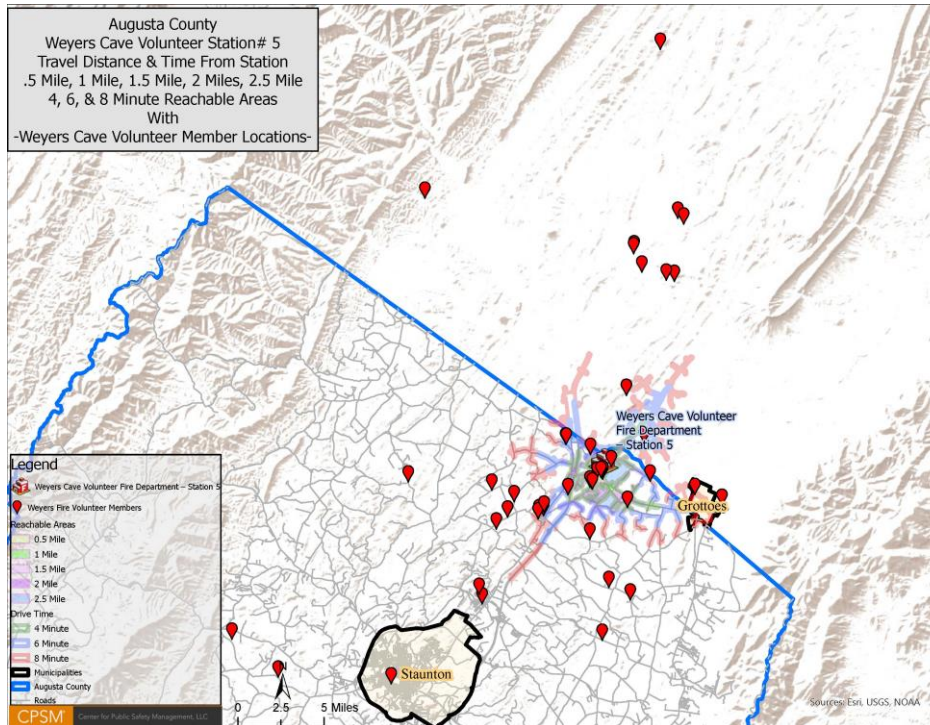 Augusta County
Weyers Cave Volunteer Station# 5
Travel Distance & Time From Station
.5 Mile, 1 Mile, 1.5 Mile, 2 Miles, 2.5 Mile
4, 6, & 8 Minute Reachable Areas
With
-Weyers Cave Volunteer Member Locations-
Weyers Cave Volunteer
Fire Department
– Station 5
Grottoes
Staunton
Legend
Weyers Cave Volunteer Fire Department – Station 5
Weyers Fire Volunteer Members
Reachable Areas
0.5 Mile
1 Mile
1.5 Mile
2 Mile
2.5 Mile
Drive Time
4 Minute
6 Minute
8 Minute
Municipalities
Augusta County
Roads
N
0 2.5 5 Miles
CPSM® Center for Public Safety Management, LLC
Sources: Esri, USGS, NOAA